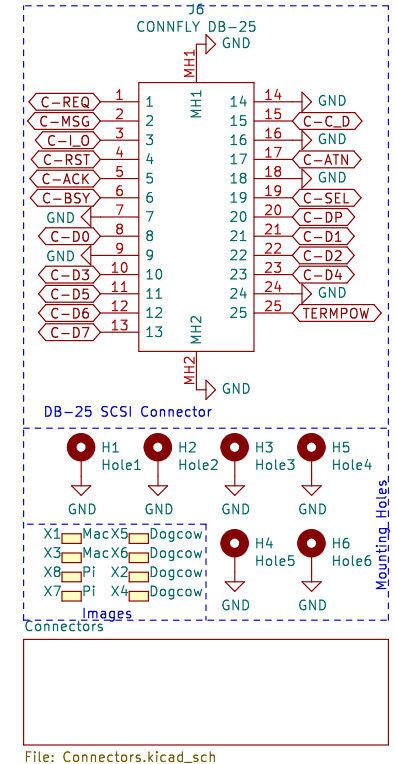 J6
CONNFLY DB-25
GND
MH1
MH1
C-REQ 1 1 14 14 GND
C-MSG 2 2 15 15 C-C_D
C-I_O 3 3 16 16 GND
C-RST 4 4 17 17 C-ATN
C-ACK 5 5 18 18 GND
C-BSY 6 6 19 19 C-SEL
GND 7 7 20 20 C-DP
C-D0 8 8 21 21 C-D1
GND 9 9 22 22 C-D2
C-D3 10 10 23 23 C-D4
C-D5 11 11 24 24 GND
C-D6 12 12 25 25 TERMPOW
C-D7 13 13
MH2
MH2
GND
DB-25 SCSI Connector
H1 H2 H3 H5
Hole1 Hole2 Hole3 Hole4
GND GND GND GND
Mounting Holes
X1 Mac X5 Dogcow
X3 Mac X6 Dogcow
X8 Pi X2 Dogcow
X7 Pi X4 Dogcow
Images
H4 H6
Hole5 Hole6
GND GND
Connectors
File: Connectors.kicad_sch